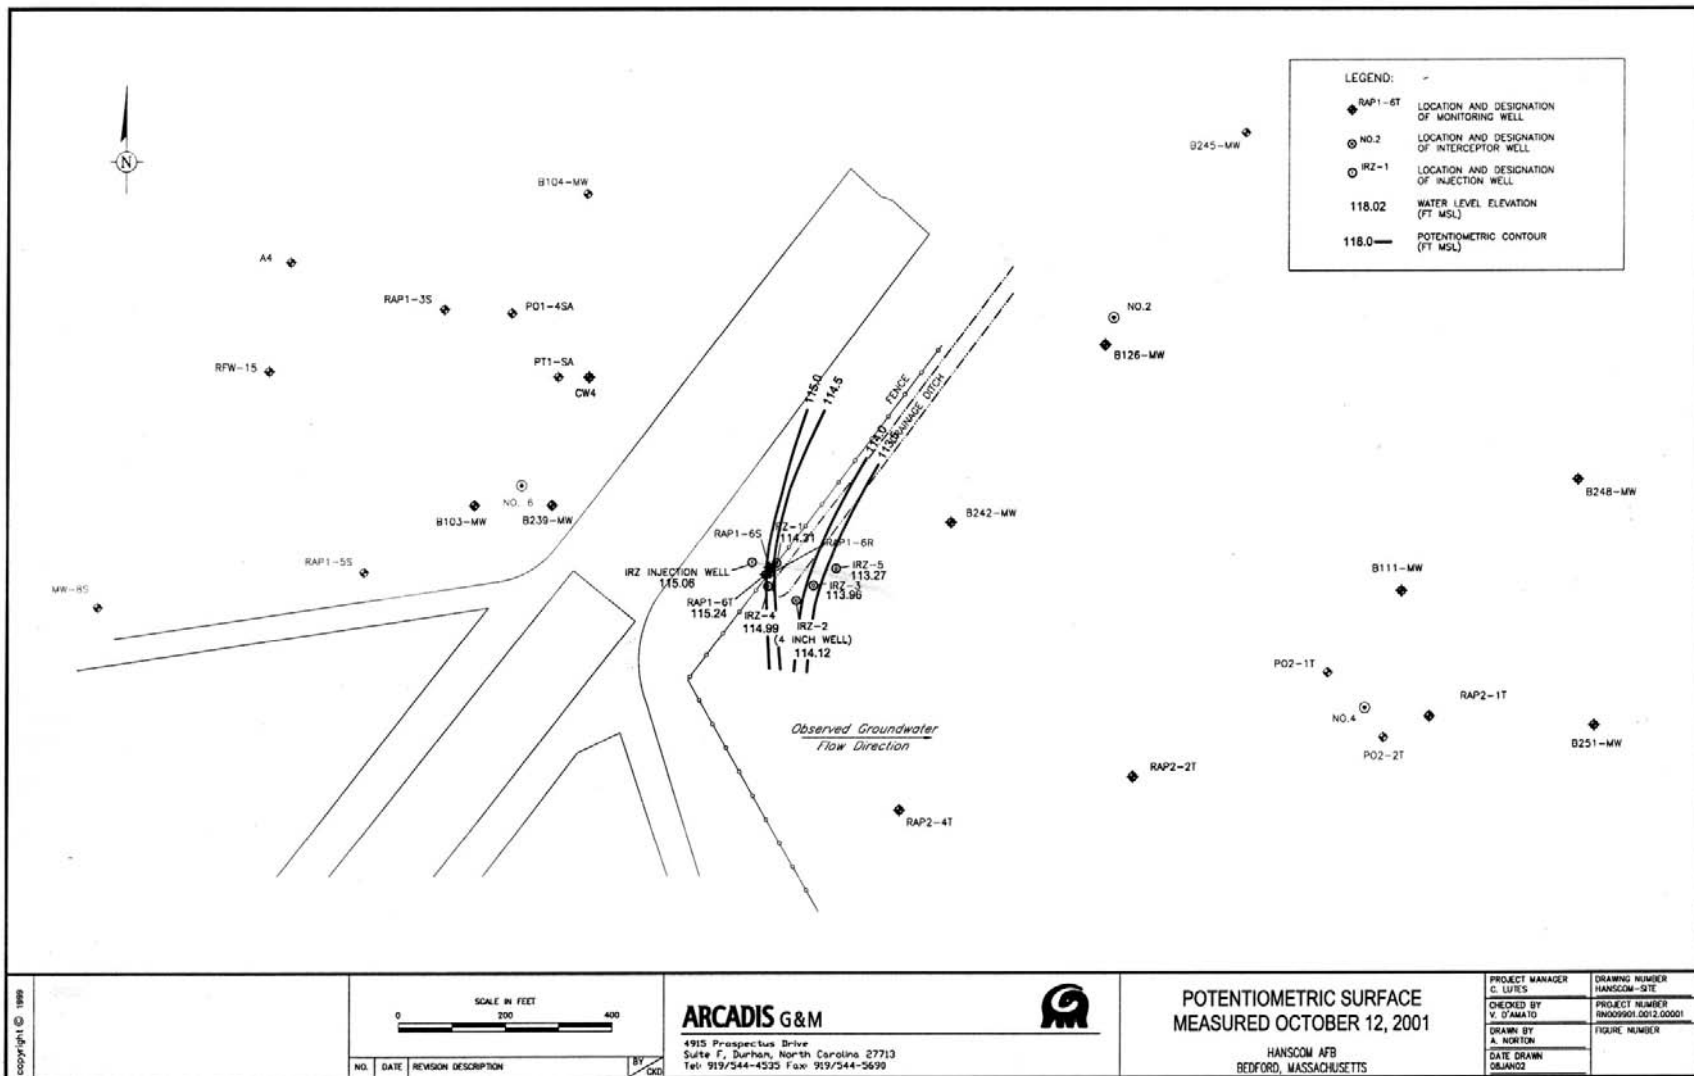 LEGEND:
RAP1-6T LOCATION AND DESIGNATION
OF MONITORING WELL
NO.2 LOCATION AND DESIGNATION
OF INTERCEPTOR WELL
IRZ-1 LOCATION AND DESIGNATION
OF INJECTION WELL
118.02 WATER LEVEL ELEVATION
(FT MSL)
118.0 POTENTIOMETRIC CONTOUR
(FT MSL)
N
B245-MW
B104-MW
A4
RAP1-3S
PO1-4SA
NO.2
B126-MW
RFW-15
PT1-SA
CW4
115.0
114.5
FENCE
DRAINAGE DITCH
114.0
113.5
NO. 6
B103-MW
B239-MW
B242-MW
B248-MW
RAP1-5S
MW-8S
RAP1-6S
114.31
RAP1-6R
IRZ INJECTION WELL
115.06
IRZ-5
113.27
IRZ-3
113.96
RAP1-6T
115.24
IRZ-4
114.99
IRZ-2
(4 INCH WELL)
114.12
B111-MW
PO2-1T
RAP2-1T
NO.4
PO2-2T
B251-MW
Observed Groundwater
Flow Direction
RAP2-2T
RAP2-4T
copyright © 1999
SCALE IN FEET
0 200 400
NO. DATE REVISION DESCRIPTION BY CKD
ARCADIS G&M
4915 Prospectus Drive
Suite F, Durham, North Carolina 27713
Tel: 919/544-4535 Fax: 919/544-5690
POTENTIOMETRIC SURFACE
MEASURED OCTOBER 12, 2001
HANSCOM AFB
BEDFORD, MASSACHUSETTS
PROJECT MANAGER
C. LUTES
DRAWING NUMBER
HANSCOM-SITE
CHECKED BY
V. D'AMATO
PROJECT NUMBER
RN009901.0012.00001
DRAWN BY
A. NORTON
FIGURE NUMBER
DATE DRAWN
08JAN02